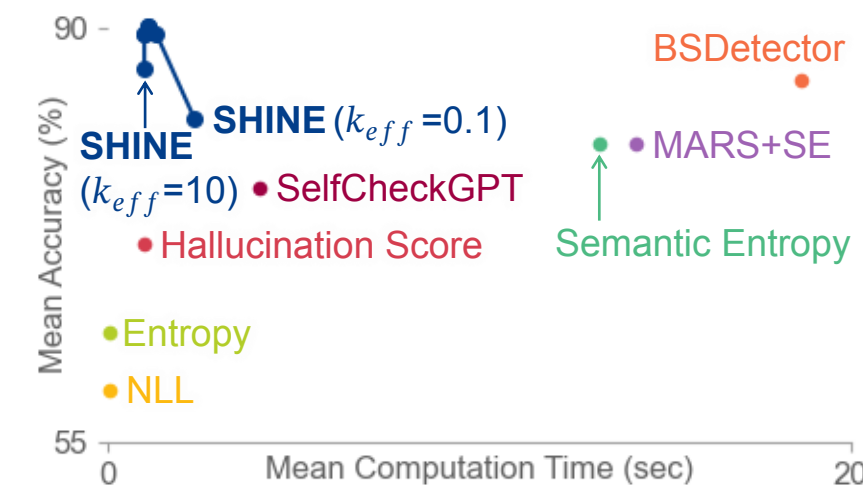 90
BSDetector
SHINE (k_eff =0.1)
SHINE
(k_eff=10)
MARS+SE
SelfCheckGPT
Hallucination Score
Semantic Entropy
Entropy
NLL
Mean Accuracy (%)
55
0
Mean Computation Time (sec)
20